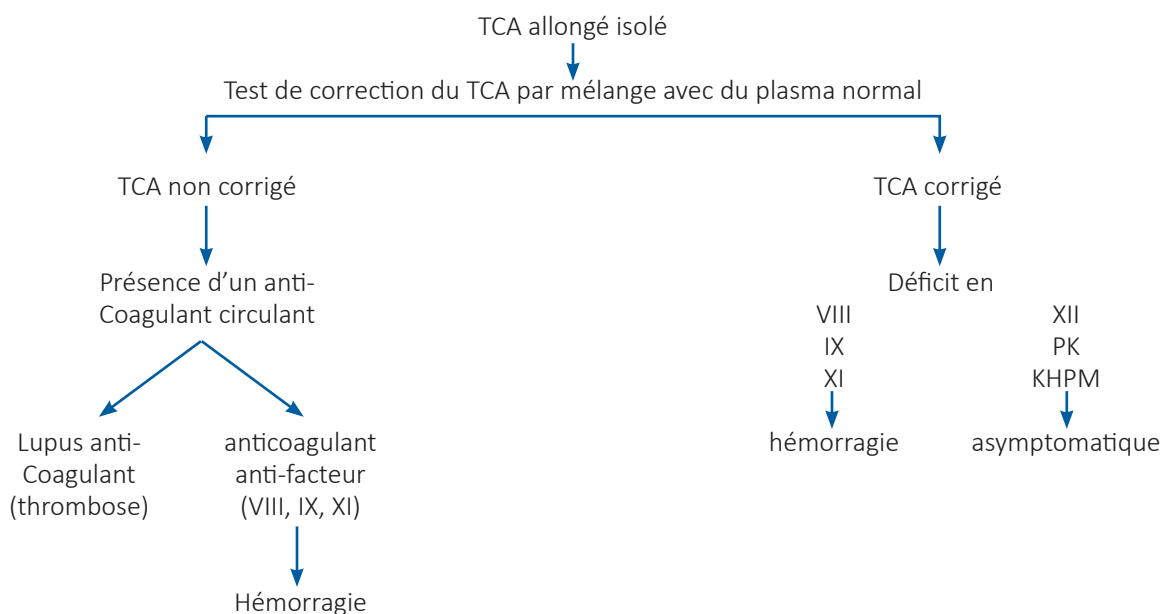 TCA allongé isolé
Test de correction du TCA par mélange avec du plasma normal
TCA non corrigé
TCA corrigé
Présence d’un anti-
Coagulant circulant
Déficit en
VIII
IX
XI
XII
PK
KHPM
Lupus anti-
Coagulant
(thrombose)
anticoagulant
anti-facteur
(VIII, IX, XI)
hémorragie
asymptomatique
Hémorragie